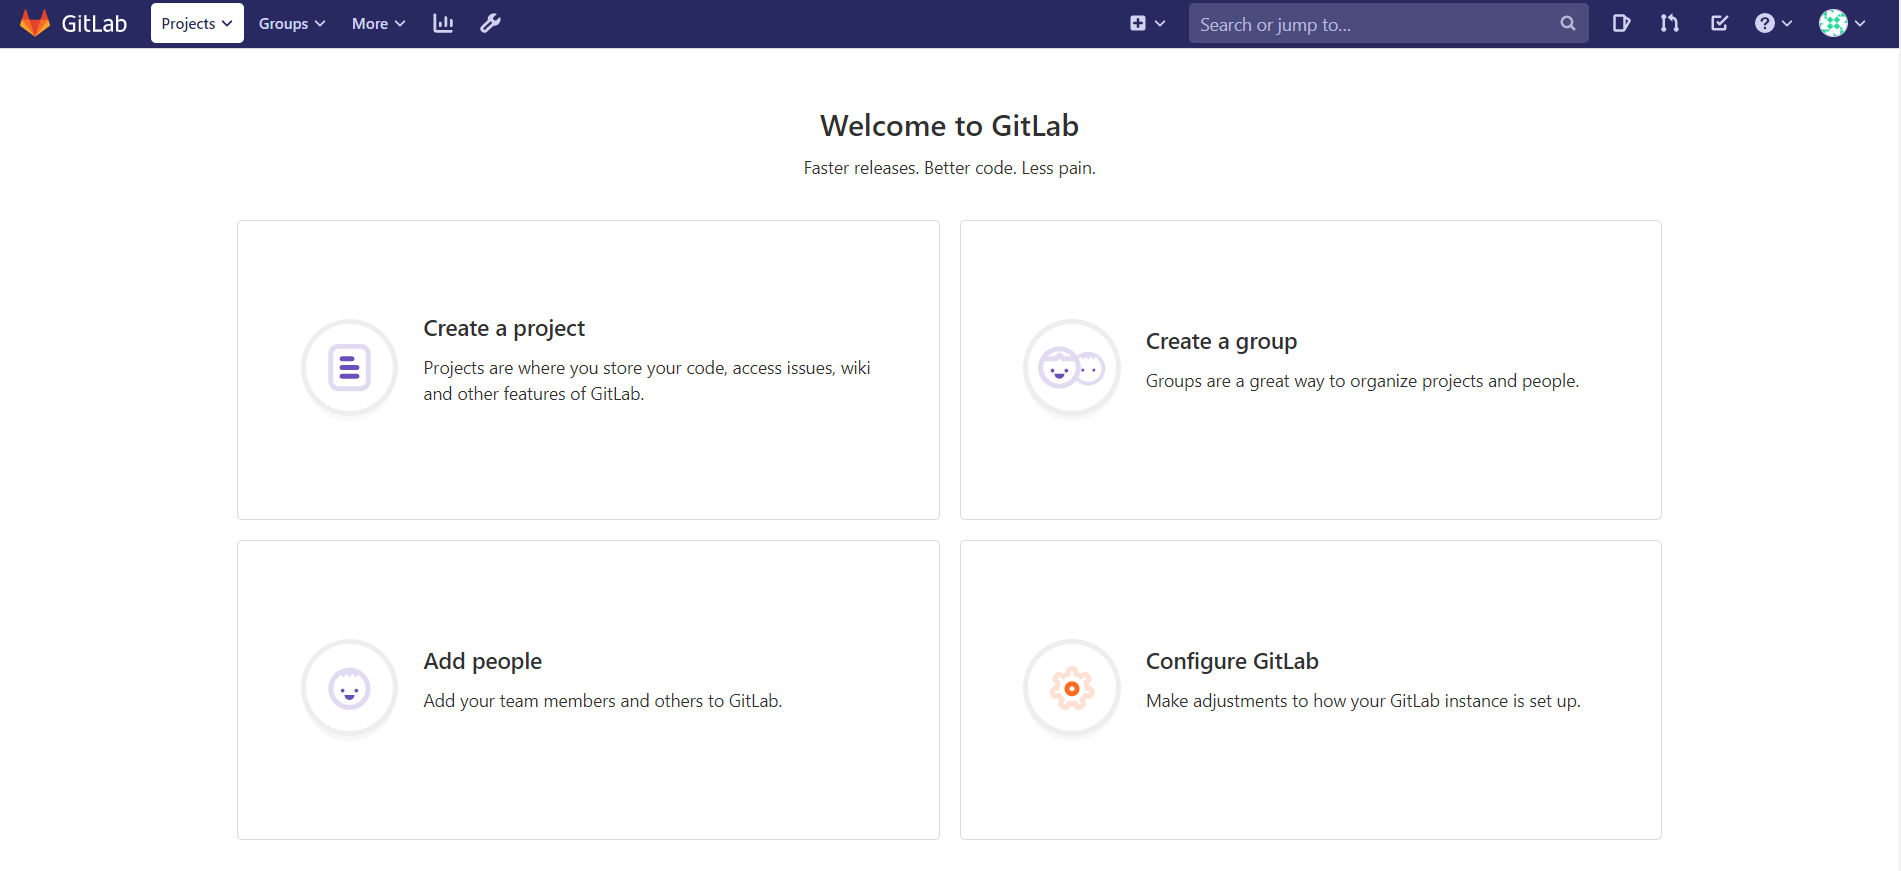 GitLab Projects Groups More Search or jump to...
Welcome to GitLab
Faster releases. Better code. Less pain.
Create a project
Projects are where you store your code, access issues, wiki
and other features of GitLab.
Create a group
Groups are a great way to organize projects and people.
Add people
Add your team members and others to GitLab.
Configure GitLab
Make adjustments to how your GitLab instance is set up.